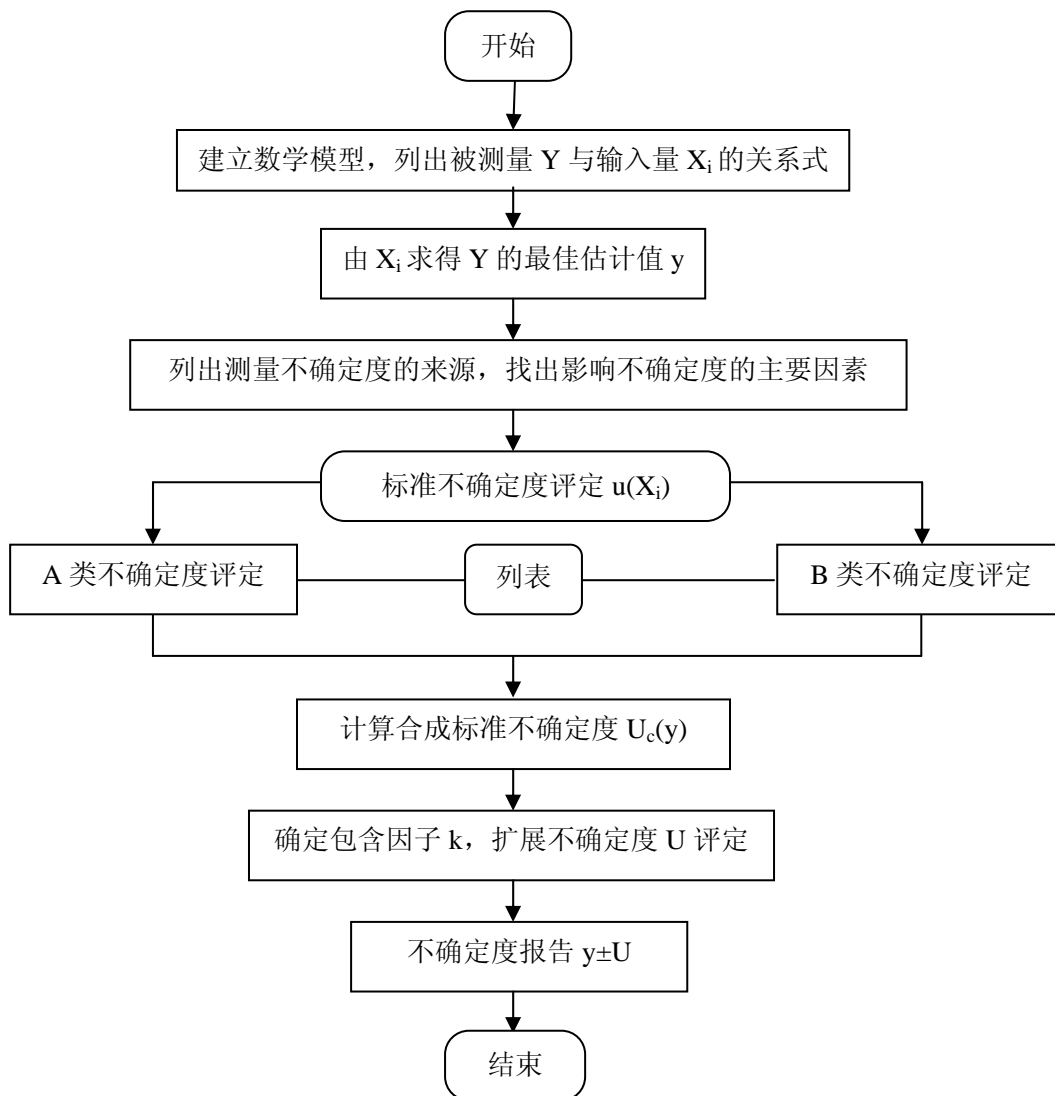 开始
建立数学模型，列出被测量 Y 与输入量 Xᵢ 的关系式
由 Xᵢ 求得 Y 的最佳估计值 y
列出测量不确定度的来源，找出影响不确定度的主要因素
标准不确定度评定 u(Xᵢ)
A 类不确定度评定
列表
B 类不确定度评定
计算合成标准不确定度 U꜀(y)
确定包含因子 k，扩展不确定度 U 评定
不确定度报告 y±U
结束